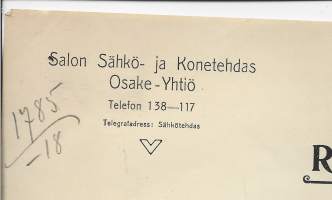 Salon Sähkö- ja Konetehdas
Osake-Yhtiö
Telefon 138—117
Telegrafadress: Sähkötehdas
1785
-18
R